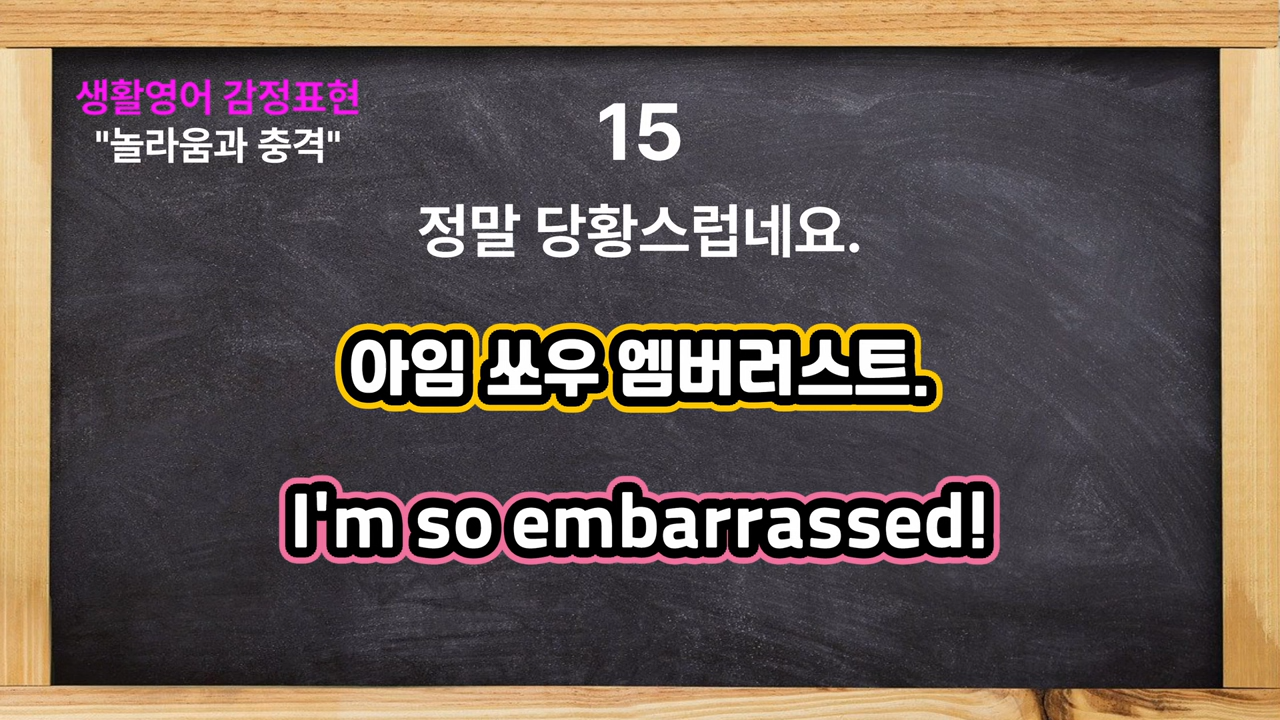 생활영어 감정표현
"놀라움과 충격"
15
정말 당황스럽네요.
아임 쏘우 엠버러스트.
I'm so embarrassed!